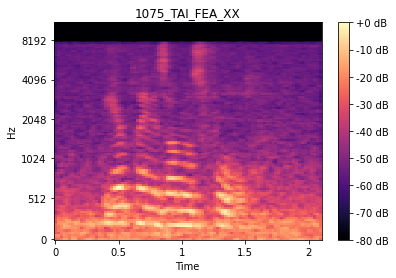 1075_TAI_FEA_XX
+0 dB
8192
-10 dB
4096
-20 dB
-30 dB
2048
Hz
-40 dB
1024
-50 dB
512
-60 dB
-70 dB
0
-80 dB
0
0.5
1
1.5
2
Time